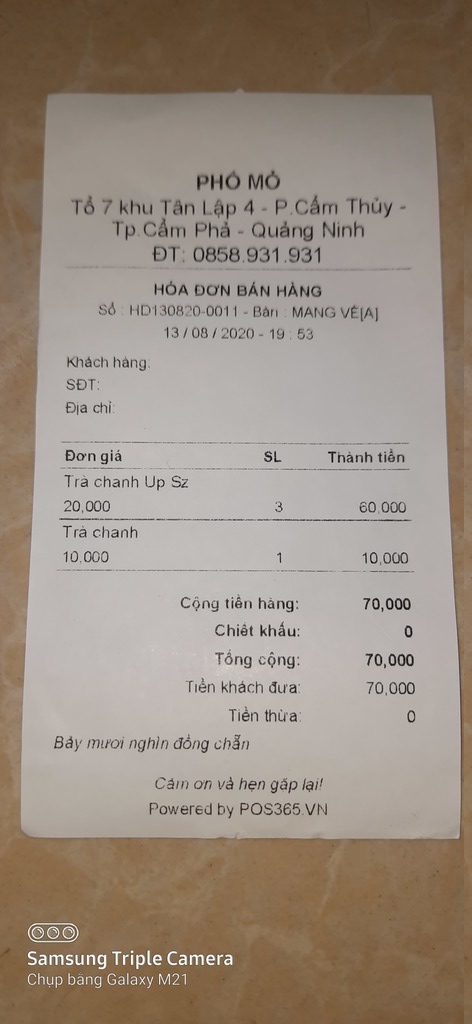 PHỐ MỎ
Tổ 7 khu Tân Lập 4 - P.Cẩm Thủy -
Tp.Cẩm Phả - Quảng Ninh
ĐT: 0858.931.931
HÓA ĐƠN BÁN HÀNG
Số : HD130820-0011 - Bàn : MANG VỀ[A]
13 / 08 / 2020 - 19 : 53
Khách hàng:
SĐT:
Địa chỉ:
Đơn giá SL Thành tiền
Trà chanh Up Sz
20,000 3 60,000
Trà chanh
10,000 1 10,000
Cộng tiền hàng: 70,000
Chiết khấu: 0
Tổng cộng: 70,000
Tiền khách đưa: 70,000
Tiền thừa: 0
Bảy mươi nghìn đồng chẵn
Cảm ơn và hẹn gặp lại!
Powered by POS365.VN
Samsung Triple Camera
Chụp bằng Galaxy M21